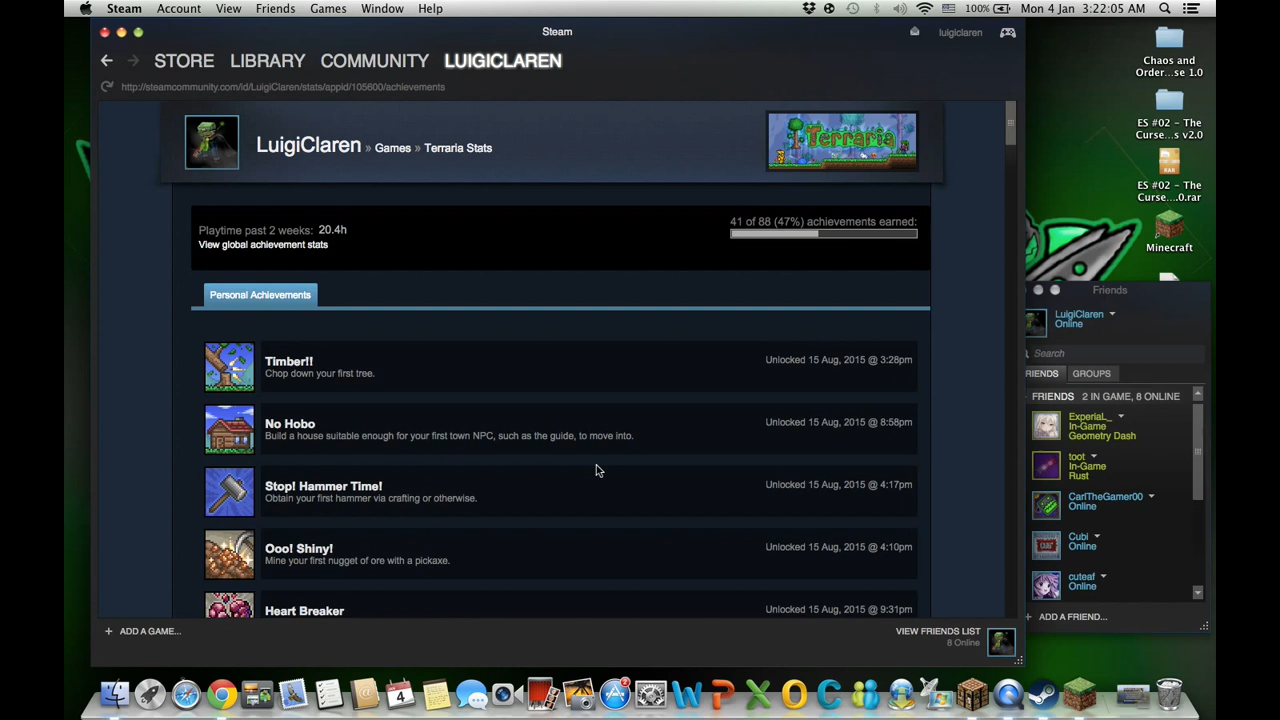 Steam Account View Friends Games Window Help
100% Mon 4 Jan 3:22:05 AM
Steam
luigiclaren
STORE LIBRARY COMMUNITY LUIGICLAREN
http://steamcommunity.com/id/LuigiClaren/stats/appid/105600/achievements
LuigiClaren » Games » Terraria Stats
Terraria
Playtime past 2 weeks: 20.4h
View global achievement stats
41 of 88 (47%) achievements earned:
Personal Achievements
Timber!!
Chop down your first tree.
Unlocked 15 Aug, 2015 @ 3:28pm
No Hobo
Build a house suitable enough for your first town NPC, such as the guide, to move into.
Unlocked 15 Aug, 2015 @ 8:58pm
Stop! Hammer Time!
Obtain your first hammer via crafting or otherwise.
Unlocked 15 Aug, 2015 @ 4:17pm
Ooo! Shiny!
Mine your first nugget of ore with a pickaxe.
Unlocked 15 Aug, 2015 @ 4:10pm
Heart Breaker
Unlocked 15 Aug, 2015 @ 9:31pm
+ ADD A GAME...
VIEW FRIENDS LIST
8 Online
Chaos and
Order...se 1.0
ES #02 - The
Curse...s v2.0
RAR
ES #02 - The
Curse....0.rar
Minecraft
Friends
LuigiClaren
Online
Search
RIENDS GROUPS
FRIENDS 2 IN GAME, 8 ONLINE
ExperiaL_
In-Game
Geometry Dash
toot
In-Game
Rust
CarlTheGamer00
Online
Cubi
Online
cuteaf
Online
+ ADD A FRIEND...
4
2